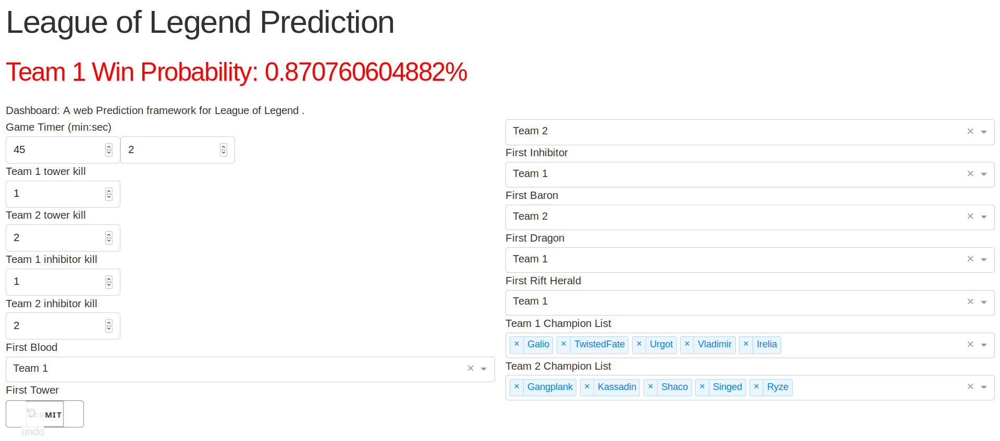 League of Legend Prediction
Team 1 Win Probability: 0.870760604882%
Dashboard: A web Prediction framework for League of Legend .
Game Timer (min:sec)
45 2
Team 1 tower kill
1
Team 2 tower kill
2
Team 1 inhibitor kill
1
Team 2 inhibitor kill
2
First Blood
Team 1
First Tower
SUBMIT
undo
Team 2
First Inhibitor
Team 1
First Baron
Team 2
First Dragon
Team 1
First Rift Herald
Team 1
Team 1 Champion List
× Galio × TwistedFate × Urgot × Vladimir × Irelia
Team 2 Champion List
× Gangplank × Kassadin × Shaco × Singed × Ryze